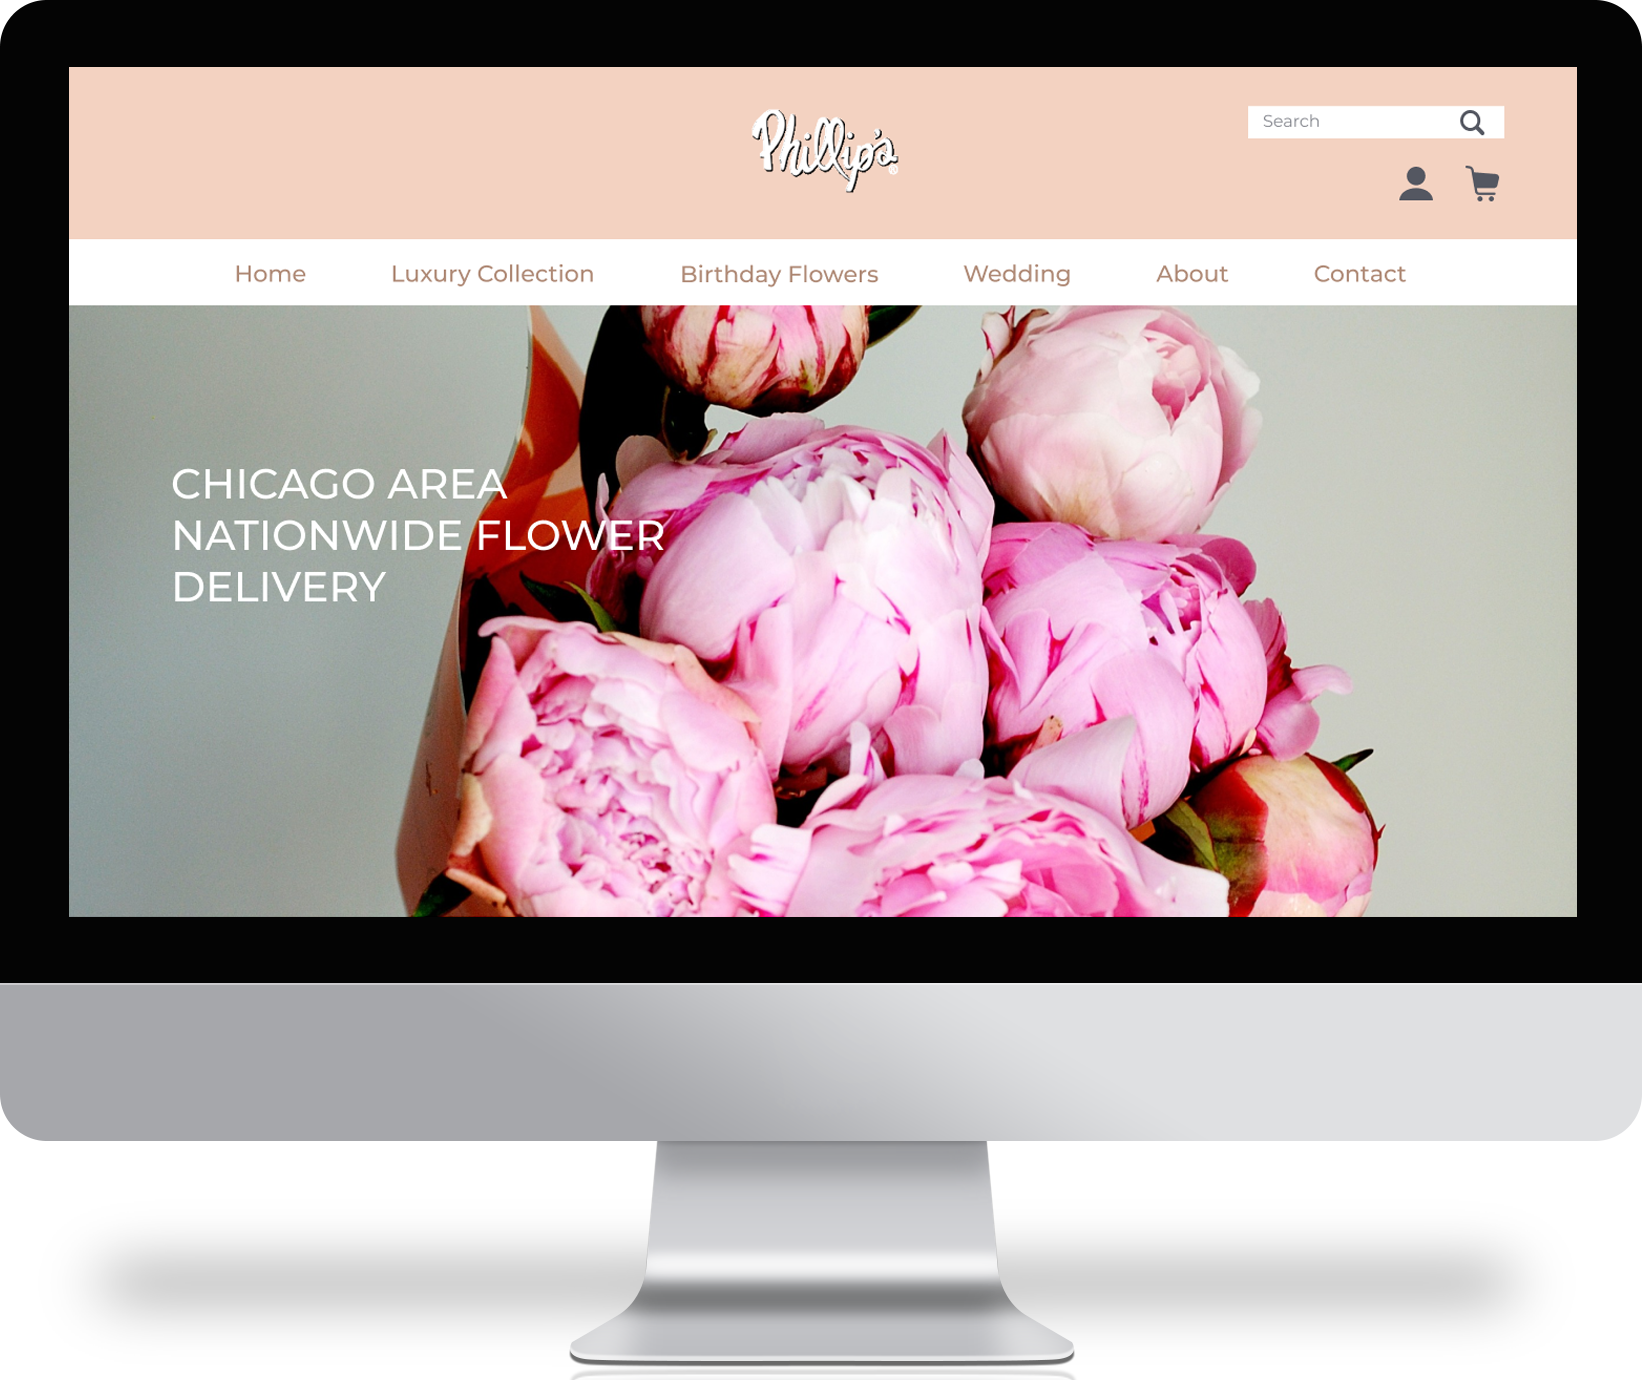 Phillip's®
Search
Home Luxury Collection Birthday Flowers Wedding About Contact
CHICAGO AREA
NATIONWIDE FLOWER
DELIVERY